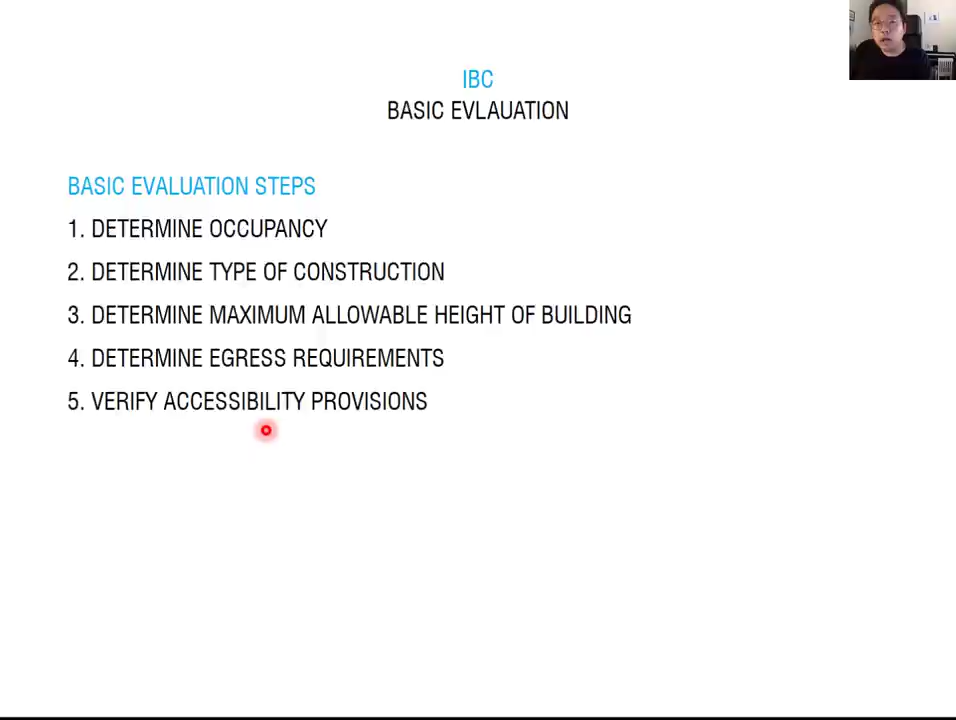 IBC
BASIC EVLAUATION
BASIC EVALUATION STEPS
1. DETERMINE OCCUPANCY
2. DETERMINE TYPE OF CONSTRUCTION
3. DETERMINE MAXIMUM ALLOWABLE HEIGHT OF BUILDING
4. DETERMINE EGRESS REQUIREMENTS
5. VERIFY ACCESSIBILITY PROVISIONS